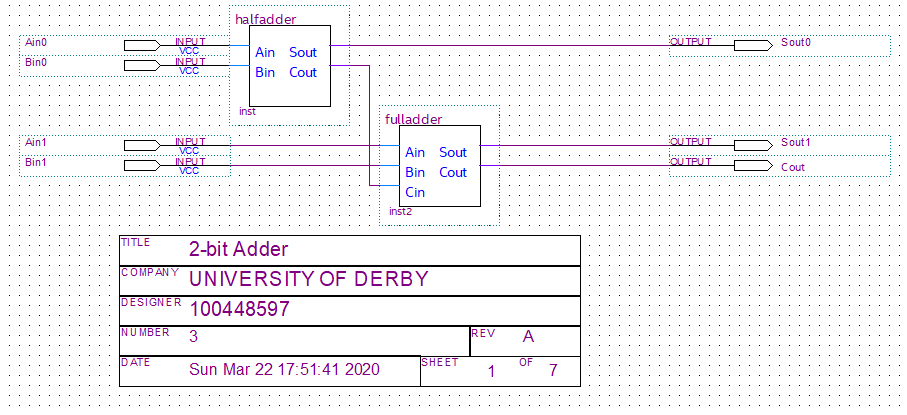 halfadder
Ain0 INPUT VCC Ain Sout OUTPUT Sout0
Bin0 INPUT VCC Bin Cout
inst
fulladder
Ain1 INPUT VCC Ain Sout OUTPUT Sout1
Bin1 INPUT VCC Bin Cout OUTPUT Cout
Cin
inst2
TITLE 2-bit Adder
COMPANY UNIVERSITY OF DERBY
DESIGNER 100448597
NUMBER 3 REV A
DATE Sun Mar 22 17:51:41 2020 SHEET 1 OF 7